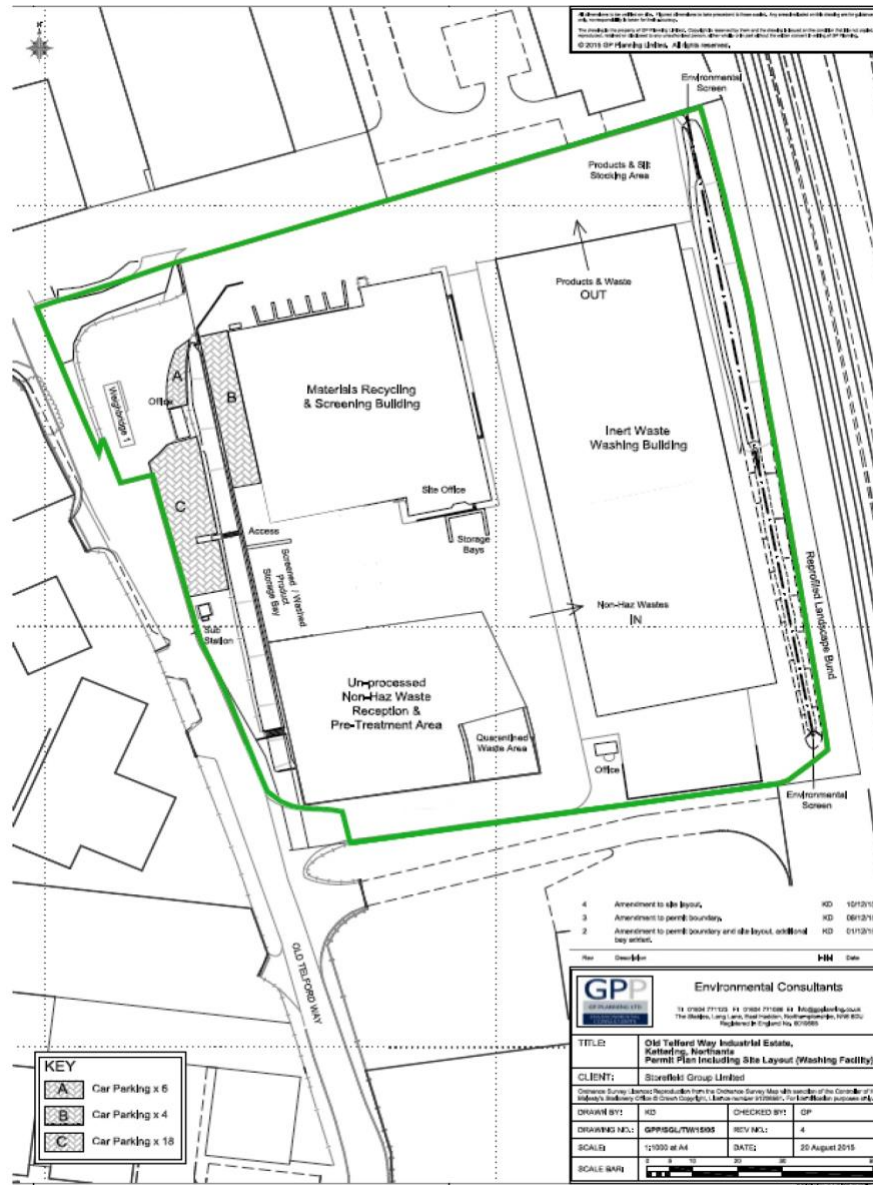 © 2015 GP Planning Limited. All rights reserved.
Environmental
Screen
Products & Silt
Stocking Area
Products & Waste
OUT
A
B
Materials Recycling
& Screening Building
Weighbridge 1
Office
Inert Waste
Washing Building
C
Site Office
Access
Storage
Bays
Screened / Washed
Product
Storage Bay
Non-Haz Wastes
IN
Sub
Station
Reprofiled Landscape Bund
Un-processed
Non-Haz Waste
Reception &
Pre-Treatment Area
Quarantined
Waste Area
Office
Environmental
Screen
OLD TELFORD WAY
4 Amendment to site layout. KD
3 Amendment to permit boundary. KD
2 Amendment to permit boundary and site layout, additional KD
bay added.
Rev Description Initial Date
GPP
GP PLANNING LTD
ENVIRONMENTAL
CONSULTANTS
Environmental Consultants
TITLE: Old Telford Way Industrial Estate,
Kettering, Northants
Permit Plan Including Site Layout (Washing Facility)
CLIENT: Storefield Group Limited
DRAWN BY: KD CHECKED BY: GP
DRAWING NO.: GPP/SGL/TW/15/05 REV NO.: 4
SCALE: 1:1000 at A4 DATE: 20 August 2015
SCALE BAR: 0
KEY
A Car Parking x 6
B Car Parking x 4
C Car Parking x 18